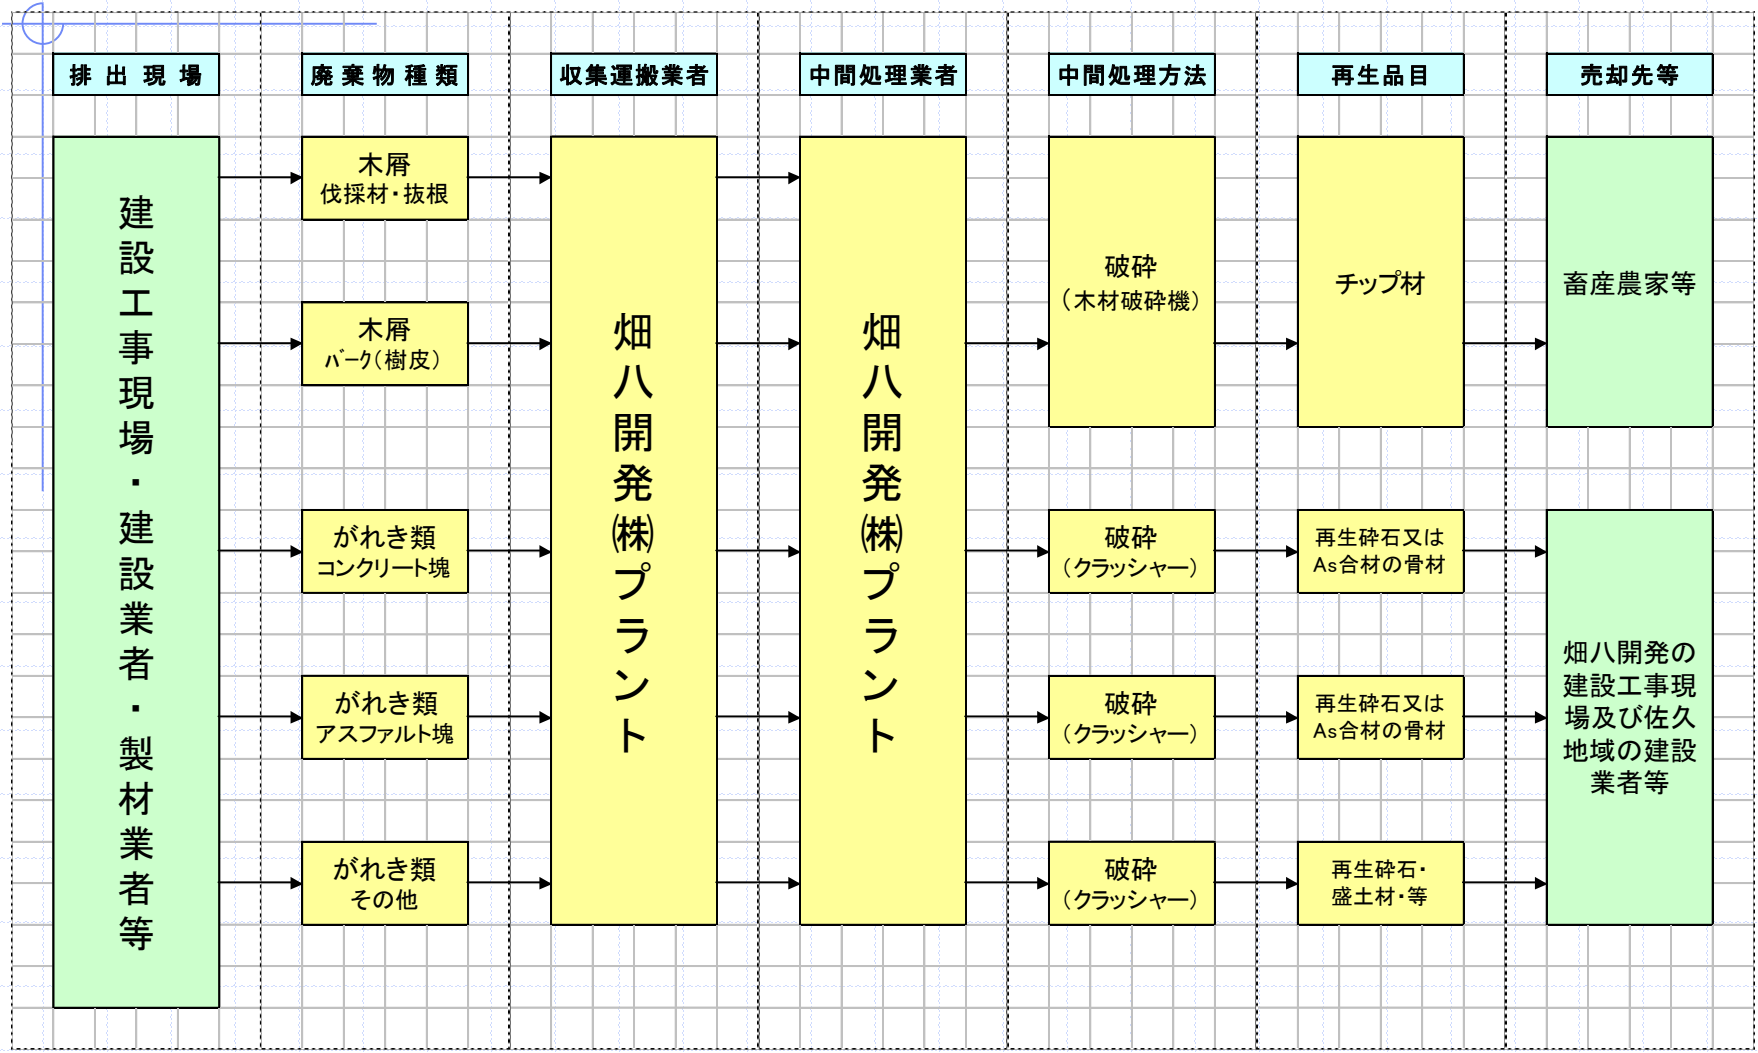 排出現場
廃棄物種類
収集運搬業者
中間処理業者
中間処理方法
再生品目
売却先等
建設工事現場・建設業者・製材業者等
木屑
伐採材・抜根
木屑
バーク(樹皮)
がれき類
コンクリート塊
がれき類
アスファルト塊
がれき類
その他
畑八開発㈱プラント
畑八開発㈱プラント
破砕
(木材破砕機)
破砕
(クラッシャー)
破砕
(クラッシャー)
破砕
(クラッシャー)
チップ材
再生砕石又は
As合材の骨材
再生砕石又は
As合材の骨材
再生砕石・
盛土材・等
畜産農家等
畑八開発の
建設工事現
場及び佐久
地域の建設
業者等